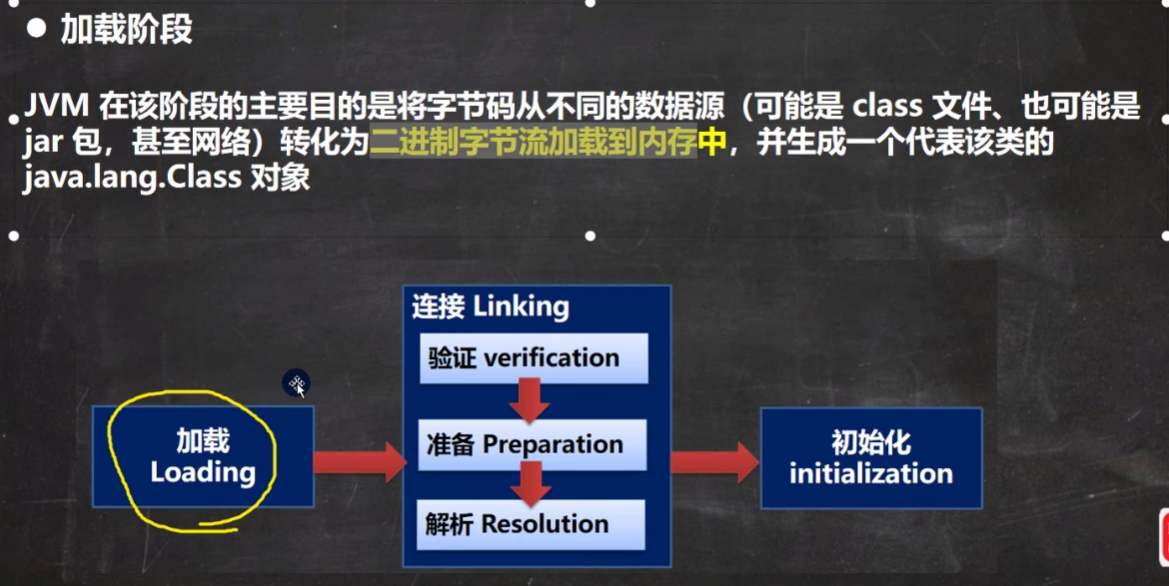 ● 加载阶段
JVM 在该阶段的主要目的是将字节码从不同的数据源（可能是 class 文件、也可能是
jar 包，甚至网络）转化为二进制字节流加载到内存中，并生成一个代表该类的
java.lang.Class 对象
连接 Linking
验证 verification
准备 Preparation
解析 Resolution
加载
Loading
初始化
initialization